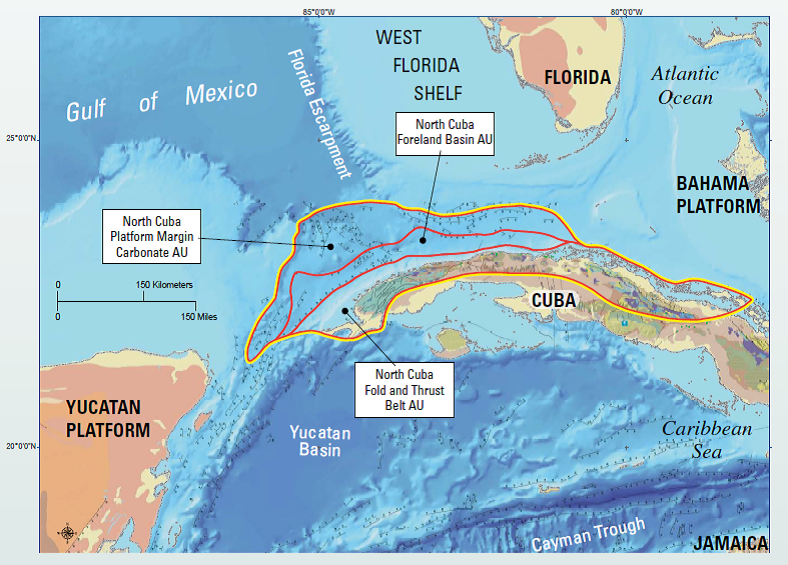 85°0'0"W
80°0'0"W
WEST
FLORIDA
SHELF
FLORIDA
Atlantic
Ocean
Gulf of Mexico
Florida Escarpment
North Cuba
Foreland Basin AU
25°0'0"N
BAHAMA
PLATFORM
North Cuba
Platform Margin
Carbonate AU
0 150 Kilometers
0 150 Miles
CUBA
North Cuba
Fold and Thrust
Belt AU
YUCATAN
PLATFORM
Yucatan
Basin
Caribbean
Sea
20°0'0"N
Cayman Trough
JAMAICA